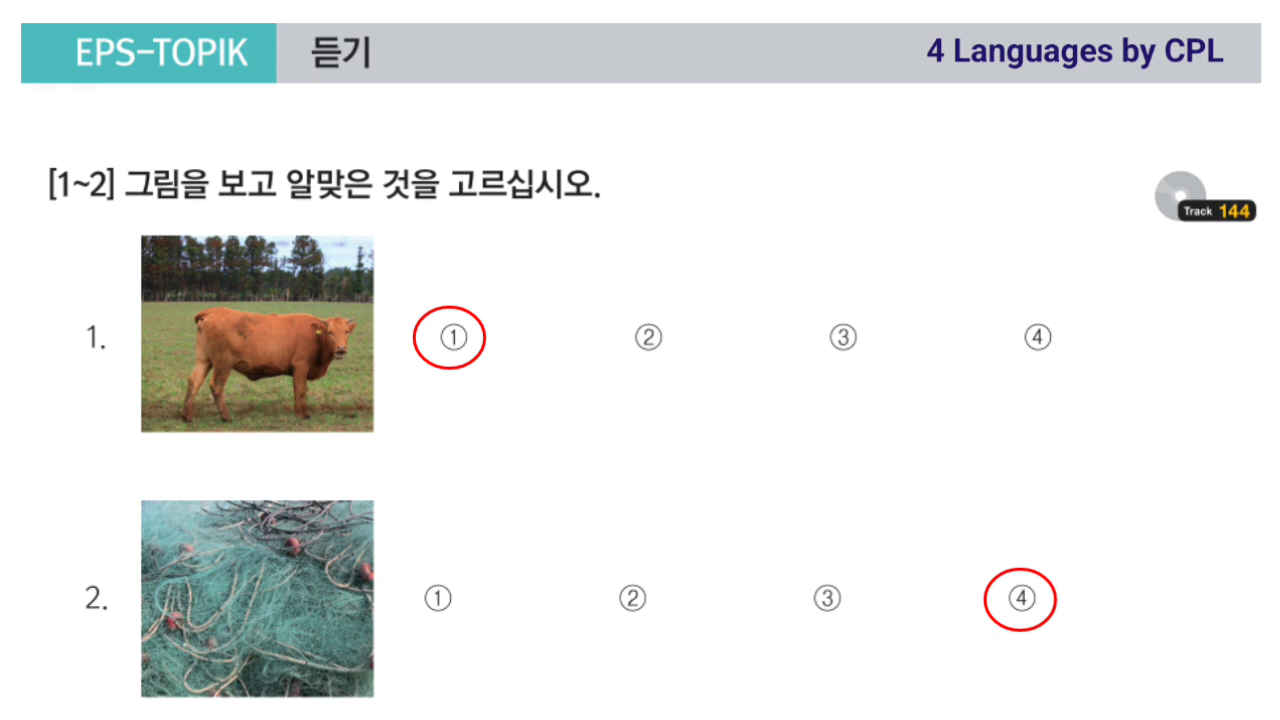 EPS-TOPIK 듣기 4 Languages by CPL
[1~2] 그림을 보고 알맞은 것을 고르십시오.
Track 144
1. ① ② ③ ④
2. ① ② ③ ④